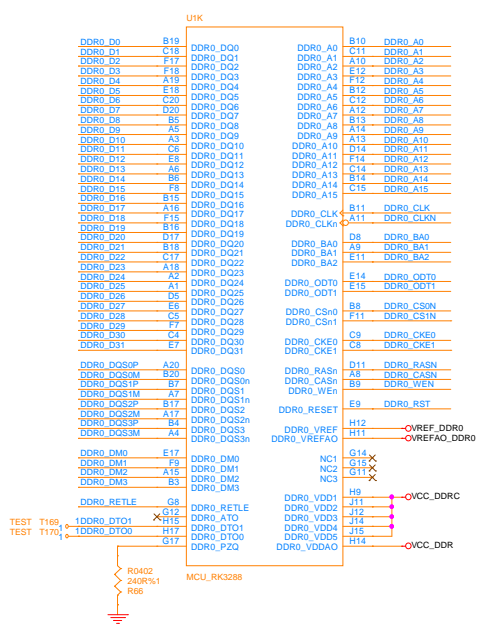 U1K
DDR0_D0 B19 DDR0_DQ0 DDR0_A0 B10 DDR0_A0
DDR0_D1 C18 DDR0_DQ1 DDR0_A1 C11 DDR0_A1
DDR0_D2 F17 DDR0_DQ2 DDR0_A2 A10 DDR0_A2
DDR0_D3 F18 DDR0_DQ3 DDR0_A3 E12 DDR0_A3
DDR0_D4 A19 DDR0_DQ4 DDR0_A4 F12 DDR0_A4
DDR0_D5 E18 DDR0_DQ5 DDR0_A5 B12 DDR0_A5
DDR0_D6 C20 DDR0_DQ6 DDR0_A6 C12 DDR0_A6
DDR0_D7 D20 DDR0_DQ7 DDR0_A7 A12 DDR0_A7
DDR0_D8 B5 DDR0_DQ8 DDR0_A8 B13 DDR0_A8
DDR0_D9 A5 DDR0_DQ9 DDR0_A9 A14 DDR0_A9
DDR0_D10 A3 DDR0_DQ10 DDR0_A10 A13 DDR0_A10
DDR0_D11 C6 DDR0_DQ11 DDR0_A11 D14 DDR0_A11
DDR0_D12 E8 DDR0_DQ12 DDR0_A12 F14 DDR0_A12
DDR0_D13 A6 DDR0_DQ13 DDR0_A13 C14 DDR0_A13
DDR0_D14 B6 DDR0_DQ14 DDR0_A14 B14 DDR0_A14
DDR0_D15 F8 DDR0_DQ15 DDR0_A15 C15 DDR0_A15
DDR0_D16 B15 DDR0_DQ16
DDR0_D17 A16 DDR0_DQ17 DDR0_CLK B11 DDR0_CLK
DDR0_D18 F15 DDR0_DQ18 DDR0_CLKn A11 DDR0_CLKN
DDR0_D19 B16 DDR0_DQ19
DDR0_D20 D17 DDR0_DQ20 DDR0_BA0 D8 DDR0_BA0
DDR0_D21 B18 DDR0_DQ21 DDR0_BA1 A9 DDR0_BA1
DDR0_D22 C17 DDR0_DQ22 DDR0_BA2 E11 DDR0_BA2
DDR0_D23 A18 DDR0_DQ23
DDR0_D24 A2 DDR0_DQ24 DDR0_ODT0 E14 DDR0_ODT0
DDR0_D25 A1 DDR0_DQ25 DDR0_ODT1 E15 DDR0_ODT1
DDR0_D26 D5 DDR0_DQ26
DDR0_D27 E6 DDR0_DQ27 DDR0_CSn0 B8 DDR0_CS0N
DDR0_D28 C5 DDR0_DQ28 DDR0_CSn1 F11 DDR0_CS1N
DDR0_D29 F7 DDR0_DQ29
DDR0_D30 C4 DDR0_DQ30 DDR0_CKE0 C9 DDR0_CKE0
DDR0_D31 E7 DDR0_DQ31 DDR0_CKE1 C8 DDR0_CKE1
DDR0_DQS0P A20 DDR0_DQS0 DDR0_RASn D11 DDR0_RASN
DDR0_DQS0M B20 DDR0_DQS0n DDR0_CASn A8 DDR0_CASN
DDR0_DQS1P B7 DDR0_DQS1 DDR0_WEn B9 DDR0_WEN
DDR0_DQS1M A7 DDR0_DQS1n
DDR0_DQS2P B17 DDR0_DQS2 DDR0_RESET E9 DDR0_RST
DDR0_DQS2M A17 DDR0_DQS2n
DDR0_DQS3P B4 DDR0_DQS3 DDR0_VREF H12 VREF_DDR0
DDR0_DQS3M A4 DDR0_DQS3n DDR0_VREFAO H11 VREFAO_DDR0
DDR0_DM0 E17 DDR0_DM0 NC1 G14
DDR0_DM1 F9 DDR0_DM1 NC2 G15
DDR0_DM2 A15 DDR0_DM2 NC3 G11
DDR0_DM3 B3 DDR0_DM3
DDR0_VDD1 H9 VCC_DDRC
DDR0_RETLE G8 DDR0_RETLE DDR0_VDD2 J11
G12 DDR0_ATO DDR0_VDD3 J12
TEST T169 1 1 DDR0_DTO1 H15 DDR0_DTO1 DDR0_VDD4 J14
TEST T170 1 1 DDR0_DTO0 H17 DDR0_DTO0 DDR0_VDD5 J15
G17 DDR0_PZQ DDR0_VDDAO H14 VCC_DDR
R0402
240R%1
R66
MCU_RK3288